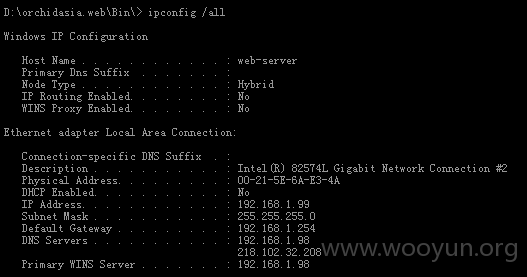 D:\orchidasia.web\Bin\> ipconfig /all
Windows IP Configuration
Host Name . . . . . . . . . . . . : web-server
Primary Dns Suffix . . . . . . . :
Node Type . . . . . . . . . . . . : Hybrid
IP Routing Enabled. . . . . . . . : No
WINS Proxy Enabled. . . . . . . . : No
Ethernet adapter Local Area Connection:
Connection-specific DNS Suffix . :
Description . . . . . . . . . . . : Intel(R) 82574L Gigabit Network Connection #2
Physical Address. . . . . . . . . : 00-21-5E-6A-E3-4A
DHCP Enabled. . . . . . . . . . . : No
IP Address. . . . . . . . . . . . : 192.168.1.99
Subnet Mask . . . . . . . . . . . : 255.255.255.0
Default Gateway . . . . . . . . . : 192.168.1.254
DNS Servers . . . . . . . . . . . : 192.168.1.98
218.102.32.208
Primary WINS Server . . . . . . . : 192.168.1.98
www.wooyun.org